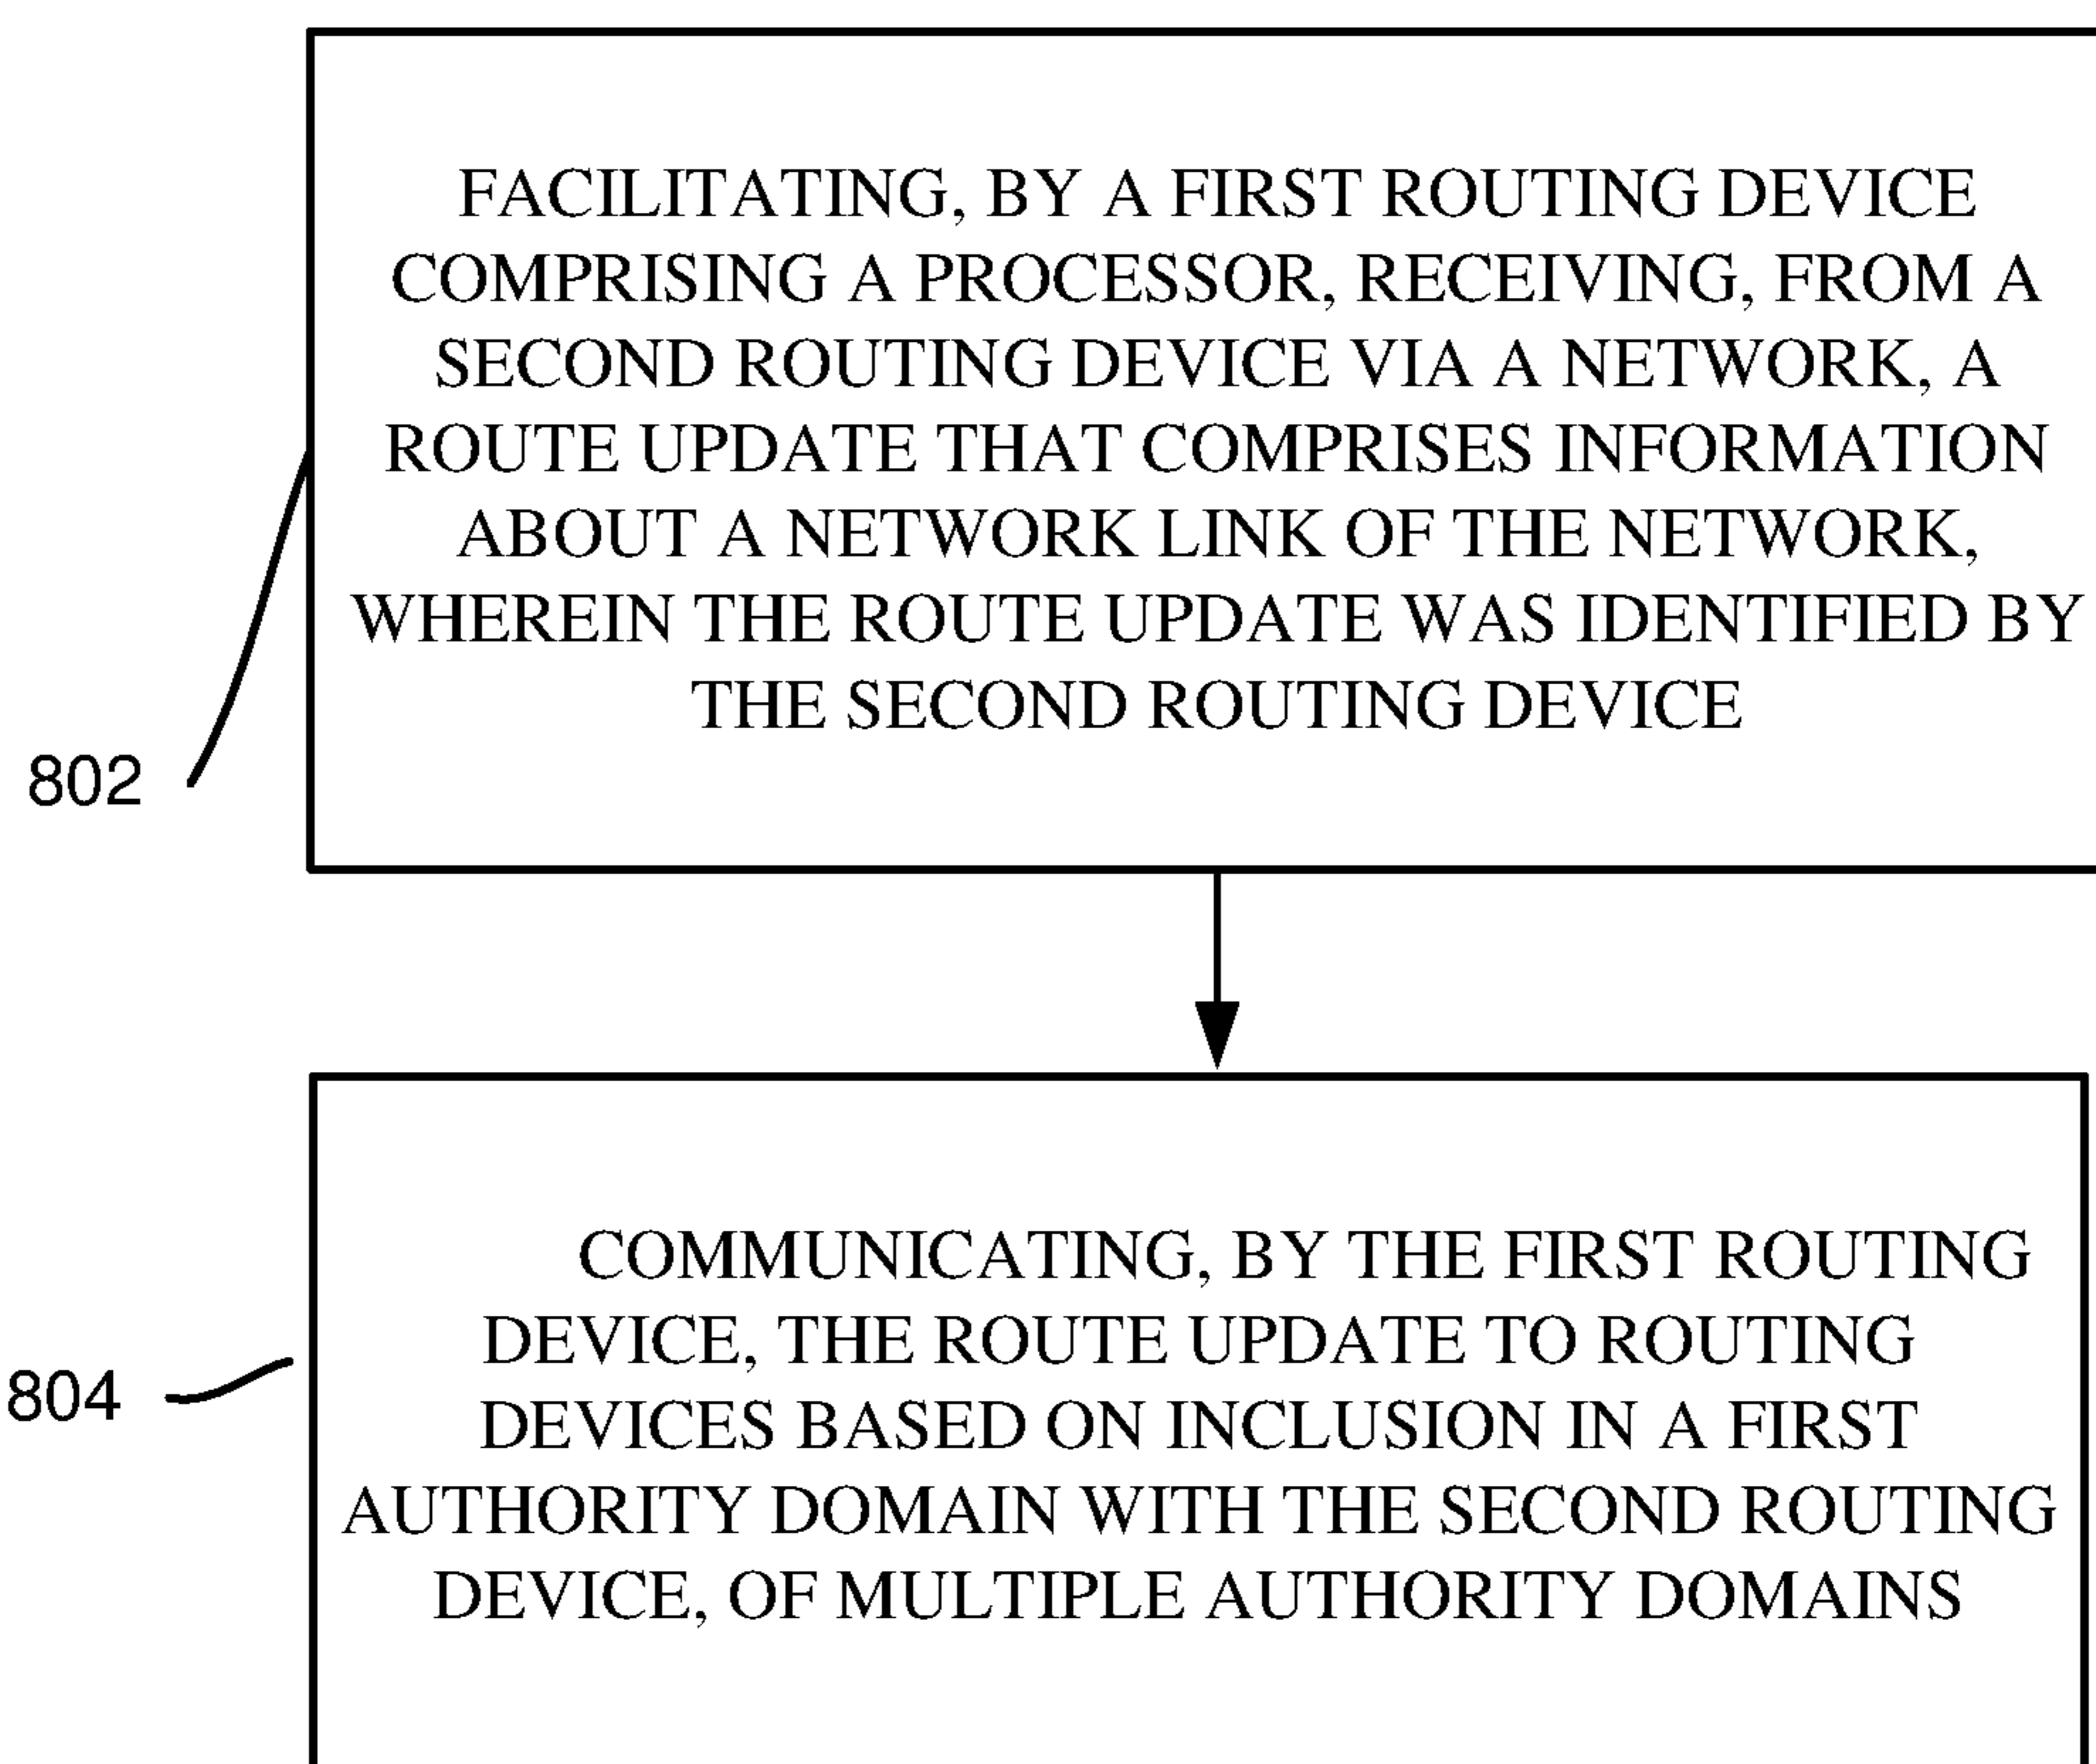 FACILITATING, BY A FIRST ROUTING DEVICE
COMPRISING A PROCESSOR, RECEIVING, FROM A
SECOND ROUTING DEVICE VIA A NETWORK, A
ROUTE UPDATE THAT COMPRISES INFORMATION
ABOUT A NETWORK LINK OF THE NETWORK,
WHEREIN THE ROUTE UPDATE WAS IDENTIFIED BY
THE SECOND ROUTING DEVICE
802
COMMUNICATING, BY THE FIRST ROUTING
DEVICE, THE ROUTE UPDATE TO ROUTING
DEVICES BASED ON INCLUSION IN A FIRST
AUTHORITY DOMAIN WITH THE SECOND ROUTING
DEVICE, OF MULTIPLE AUTHORITY DOMAINS
804